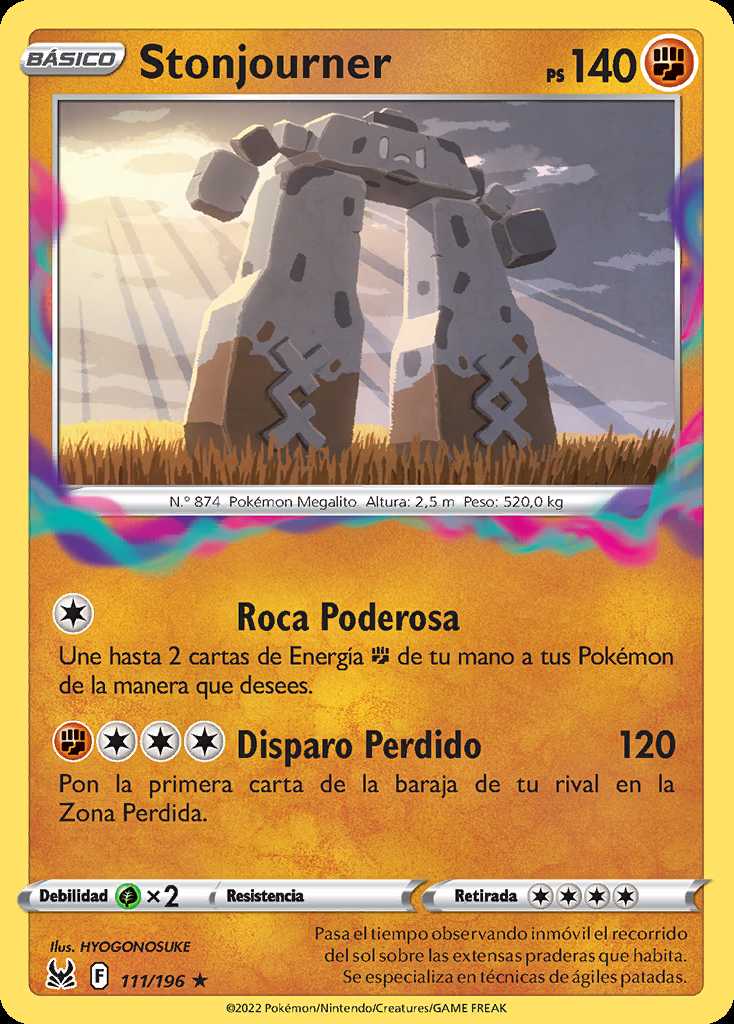 BÁSICO Stonjourner PS 140
N.º 874 Pokémon Megalito Altura: 2,5 m Peso: 520,0 kg
Roca Poderosa
Une hasta 2 cartas de Energía de tu mano a tus Pokémon
de la manera que desees.
Disparo Perdido 120
Pon la primera carta de la baraja de tu rival en la
Zona Perdida.
Debilidad ×2 Resistencia Retirada
Ilus. HYOGONOSUKE
Pasa el tiempo observando inmóvil el recorrido
del sol sobre las extensas praderas que habita.
Se especializa en técnicas de ágiles patadas.
F 111/196 ★
©2022 Pokémon/Nintendo/Creatures/GAME FREAK